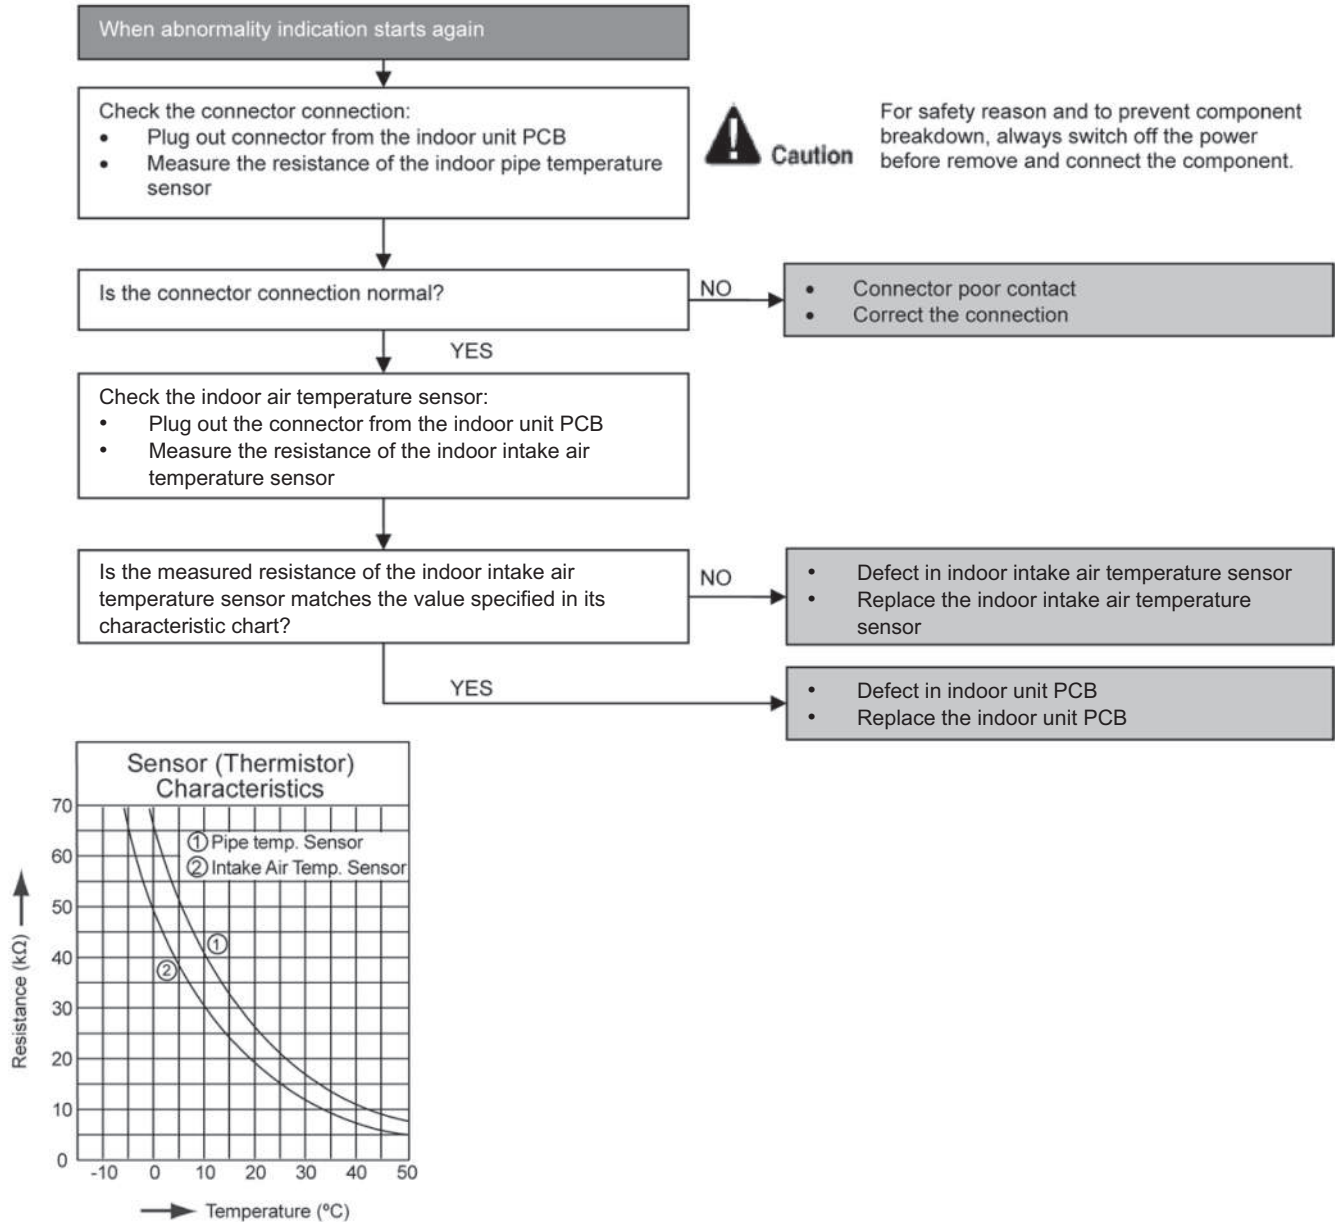 When abnormality indication starts again
Check the connector connection:
• Plug out connector from the indoor unit PCB
• Measure the resistance of the indoor pipe temperature
sensor
Caution
For safety reason and to prevent component
breakdown, always switch off the power
before remove and connect the component.
Is the connector connection normal?
NO
• Connector poor contact
• Correct the connection
YES
Check the indoor air temperature sensor:
• Plug out the connector from the indoor unit PCB
• Measure the resistance of the indoor intake air
temperature sensor
Is the measured resistance of the indoor intake air
temperature sensor matches the value specified in its
characteristic chart?
NO
• Defect in indoor intake air temperature sensor
• Replace the indoor intake air temperature
sensor
YES
• Defect in indoor unit PCB
• Replace the indoor unit PCB
Sensor (Thermistor)
Characteristics
① Pipe temp. Sensor
② Intake Air Temp. Sensor
①
②
Resistance (kΩ)
70
60
50
40
30
20
10
0
-10 0 10 20 30 40 50
Temperature (ºC)